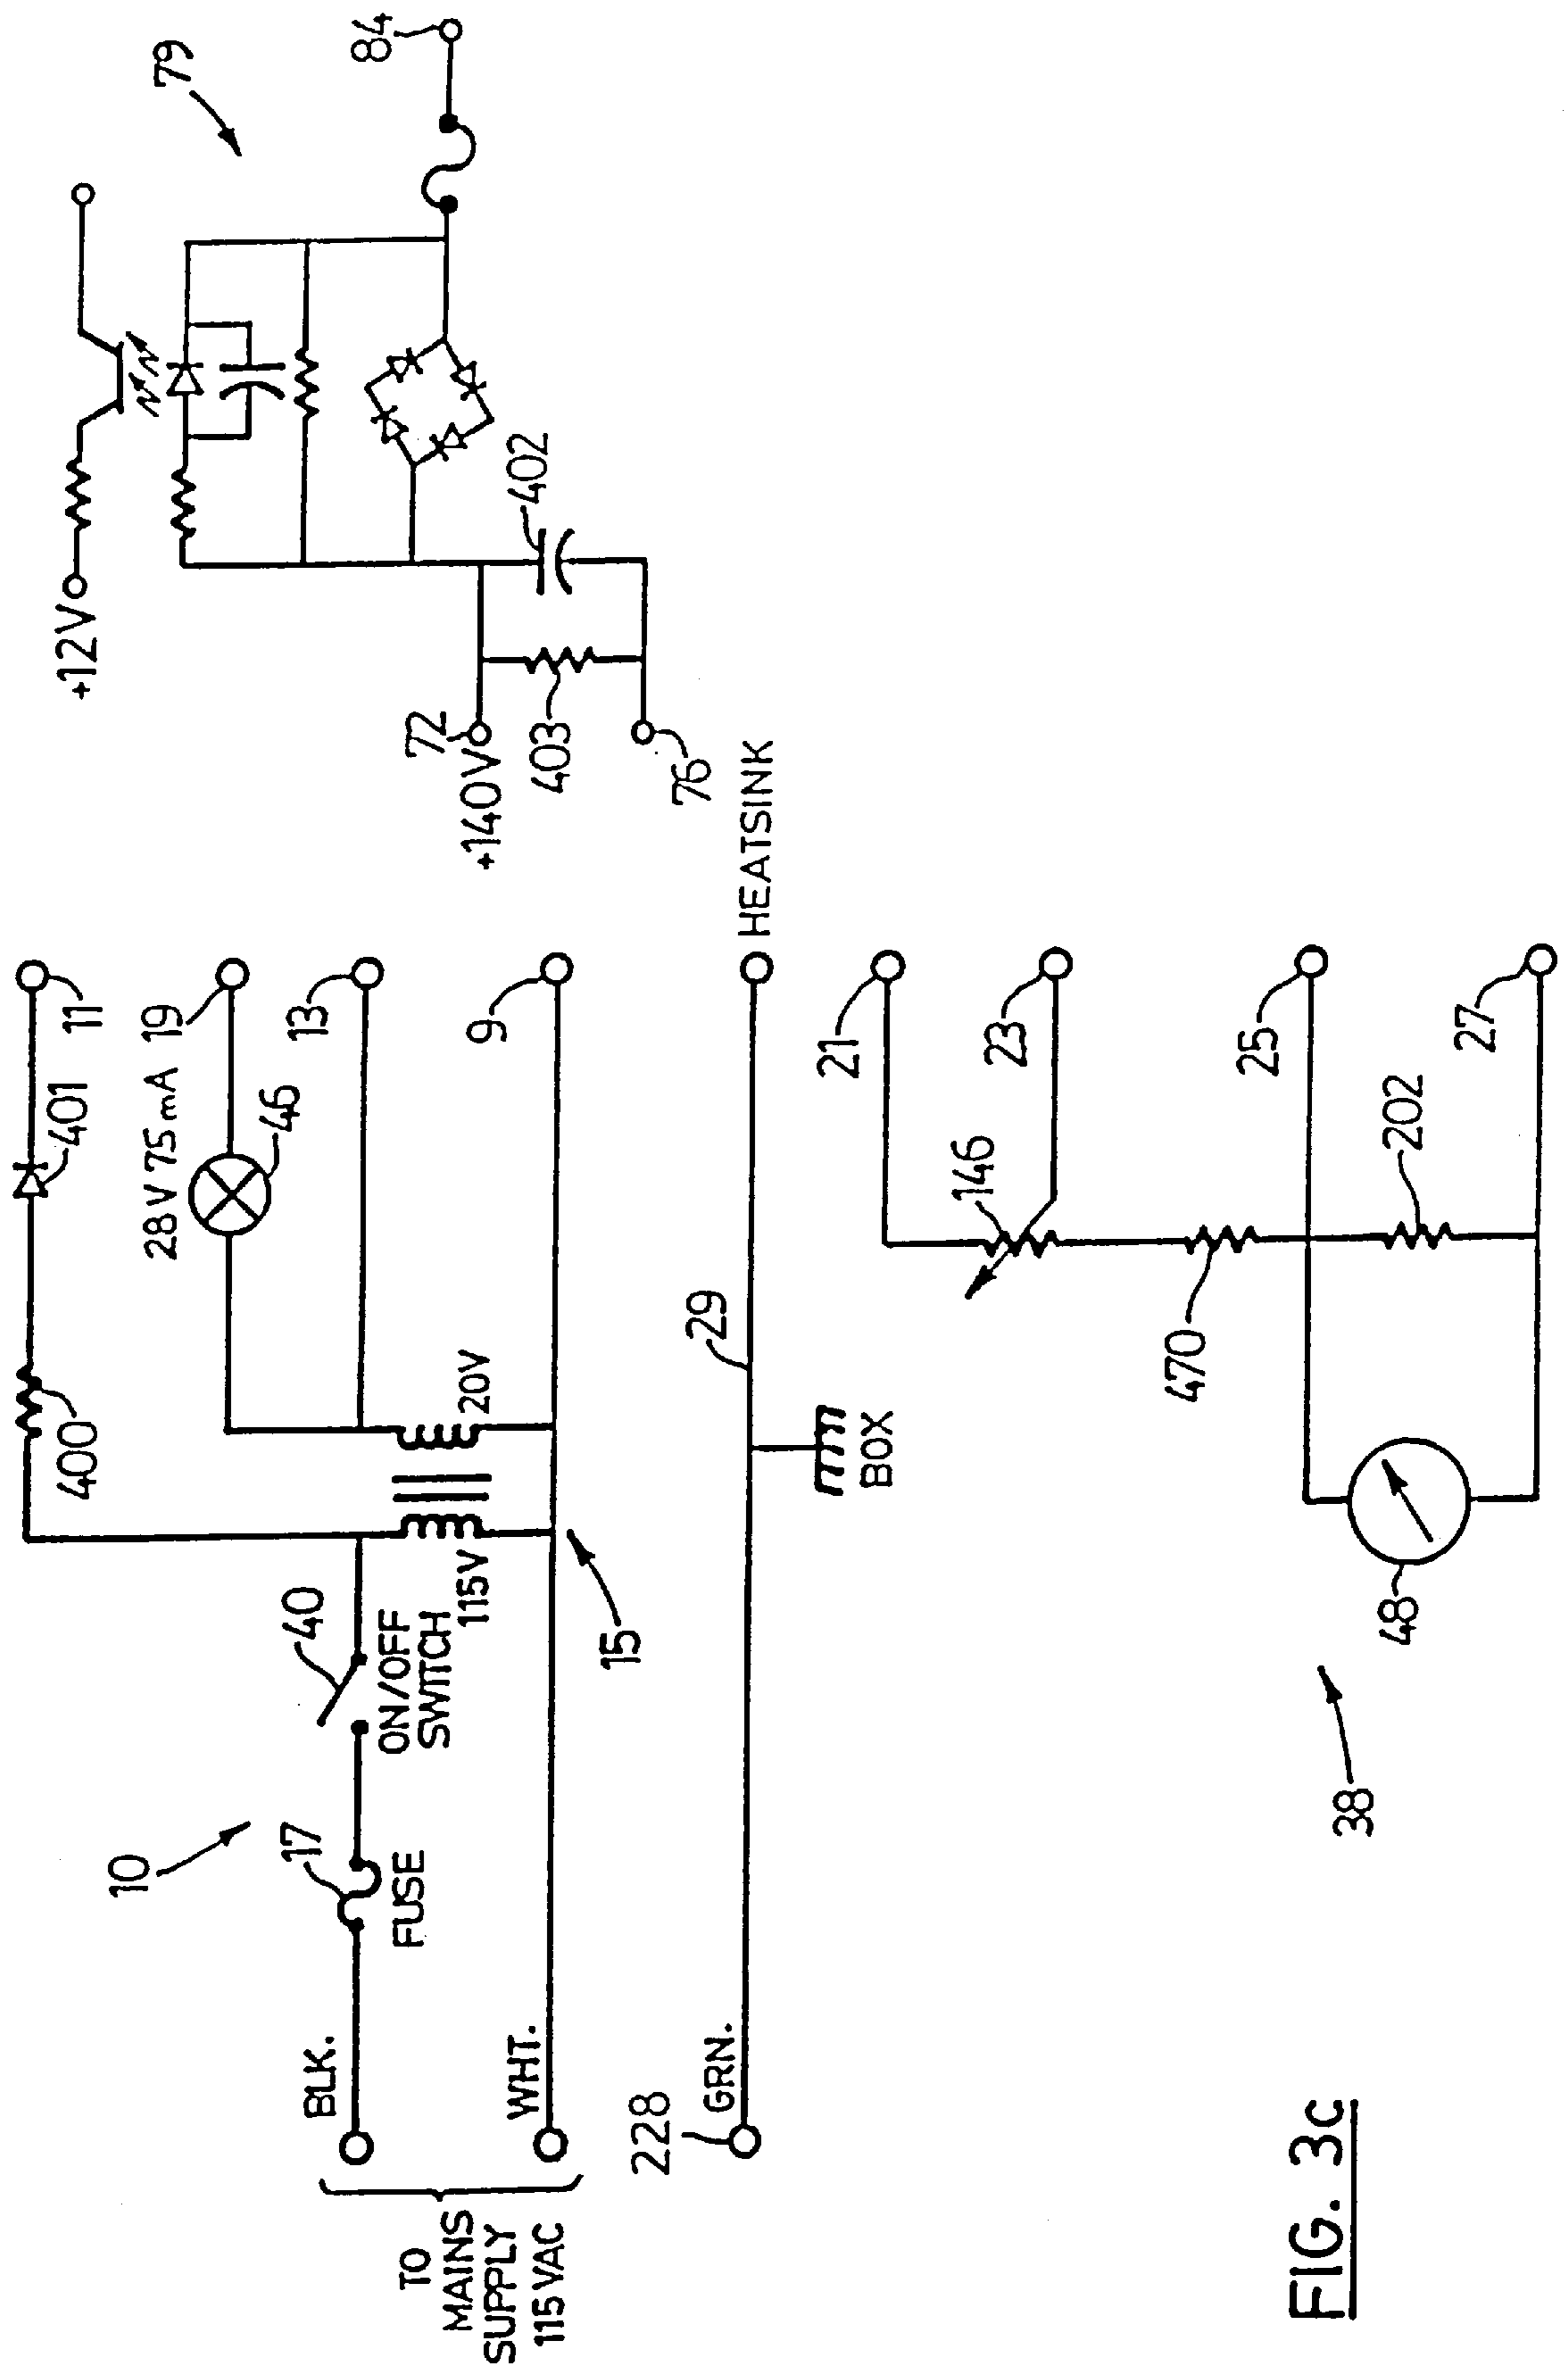 +12V
79
84
72
+140V
403
402
76
11
401
400
28V 75mA
19
46
13
9
20V
115V
15
40
ON/OFF
SWITCH
10
17
FUSE
BLK.
WHT.
TO
MAINS
SUPPLY
115VAC
228
GRN.
29
BOX
HEATSINK
21
23
146
470
25
202
27
48
38
FIG. 3c